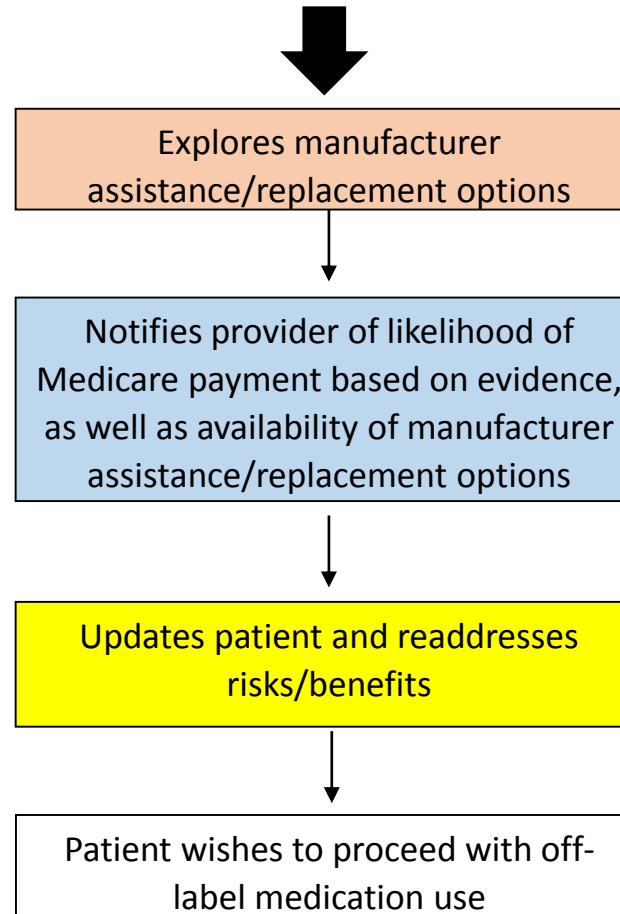 Explores manufacturer
assistance/replacement options
Notifies provider of likelihood of
Medicare payment based on evidence,
as well as availability of manufacturer
assistance/replacement options
Updates patient and readdresses
risks/benefits
Patient wishes to proceed with off-
label medication use